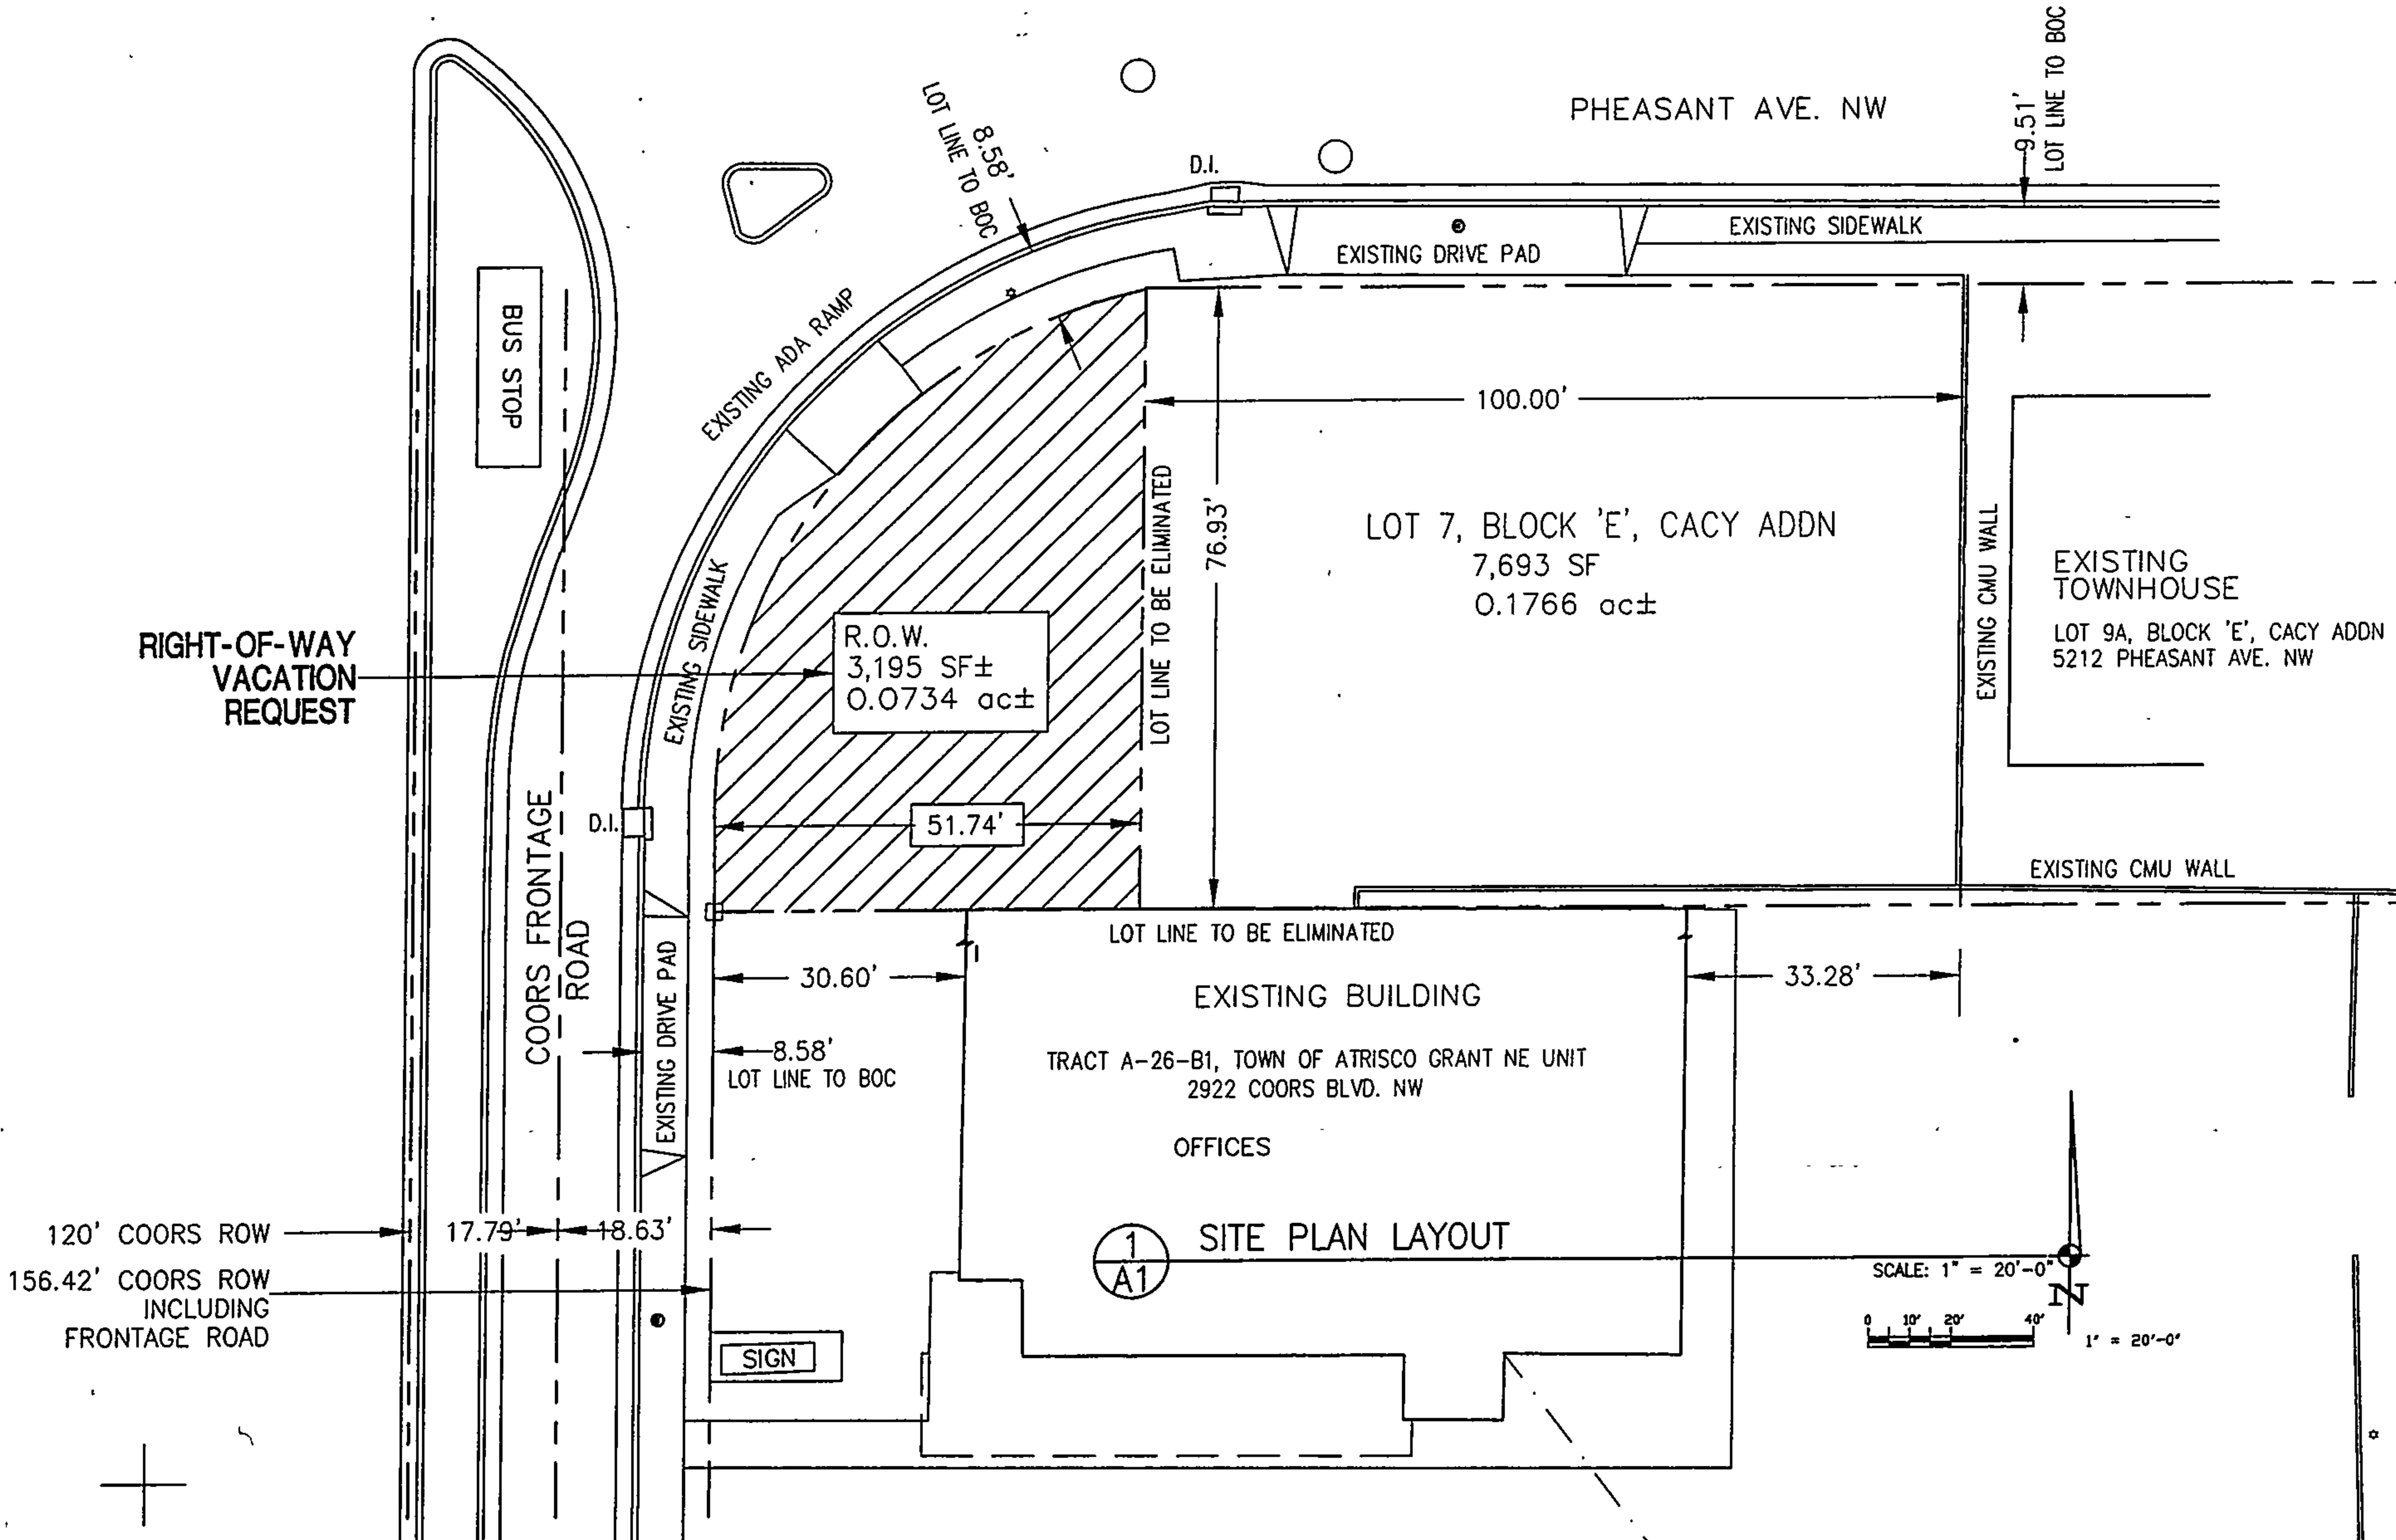 PHEASANT AVE. NW
9.51'
LOT LINE TO BOC
8.58'
LOT LINE TO BOC
D.I.
EXISTING SIDEWALK
EXISTING DRIVE PAD
BUS STOP
EXISTING ADA RAMP
100.00'
LOT LINE TO BE ELIMINATED
76.93'
LOT 7, BLOCK 'E', CACY ADDN
7,693 SF
0.1766 ac±
EXISTING CMU WALL
EXISTING
TOWNHOUSE
LOT 9A, BLOCK 'E', CACY ADDN
5212 PHEASANT AVE. NW
RIGHT-OF-WAY
VACATION
REQUEST
EXISTING SIDEWALK
R.O.W.
3,195 SF±
0.0734 ac±
51.74'
D.I.
COORS FRONTAGE
ROAD
EXISTING CMU WALL
LOT LINE TO BE ELIMINATED
30.60'
33.28'
EXISTING BUILDING
EXISTING DRIVE PAD
8.58'
LOT LINE TO BOC
TRACT A-26-B1, TOWN OF ATRISCO GRANT NE UNIT
2922 COORS BLVD. NW
OFFICES
120' COORS ROW
17.79'
18.63'
156.42' COORS ROW
INCLUDING
FRONTAGE ROAD
1
A1
SITE PLAN LAYOUT
SCALE: 1" = 20'-0"
N
0 10' 20' 40'
1" = 20'-0"
SIGN